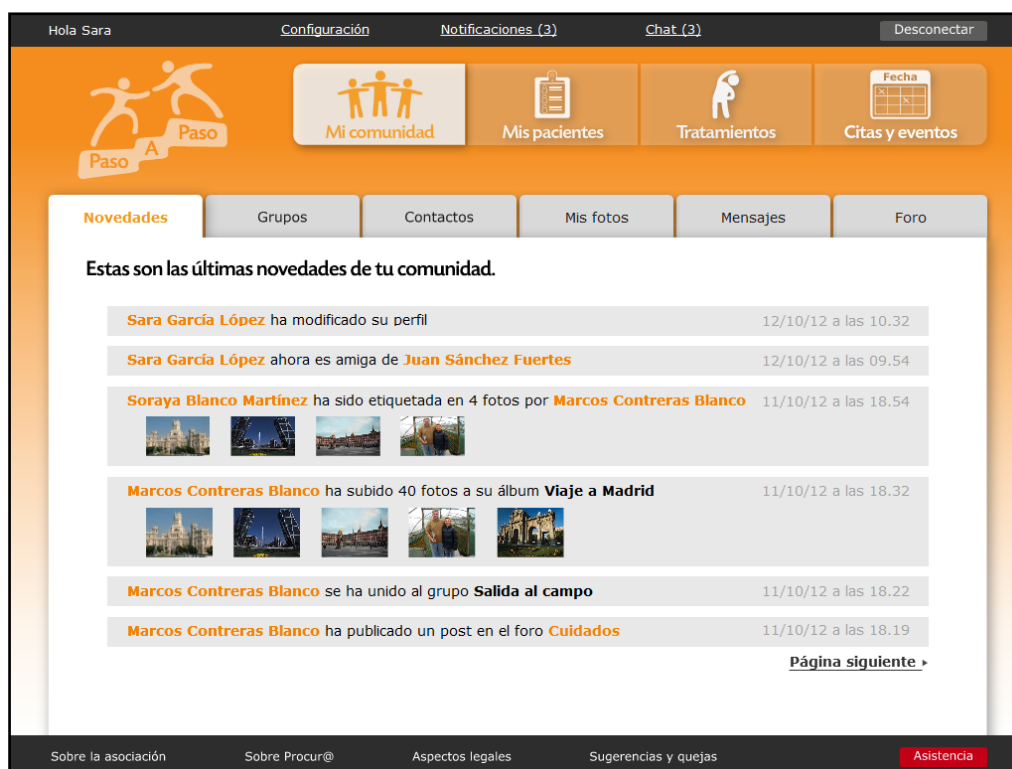 Hola Sara Configuración Notificaciones (3) Chat (3) Desconectar
Paso A Paso
Mi comunidad Mis pacientes Tratamientos Fecha Citas y eventos
Novedades Grupos Contactos Mis fotos Mensajes Foro
Estas son las últimas novedades de tu comunidad.
Sara García López ha modificado su perfil 12/10/12 a las 10.32
Sara García López ahora es amiga de Juan Sánchez Fuertes 12/10/12 a las 09.54
Soraya Blanco Martínez ha sido etiquetada en 4 fotos por Marcos Contreras Blanco 11/10/12 a las 18.54
Marcos Contreras Blanco ha subido 40 fotos a su álbum Viaje a Madrid 11/10/12 a las 18.32
Marcos Contreras Blanco se ha unido al grupo Salida al campo 11/10/12 a las 18.22
Marcos Contreras Blanco ha publicado un post en el foro Cuidados 11/10/12 a las 18.19
Página siguiente
Sobre la asociación Sobre Procur@ Aspectos legales Sugerencias y quejas Asistencia